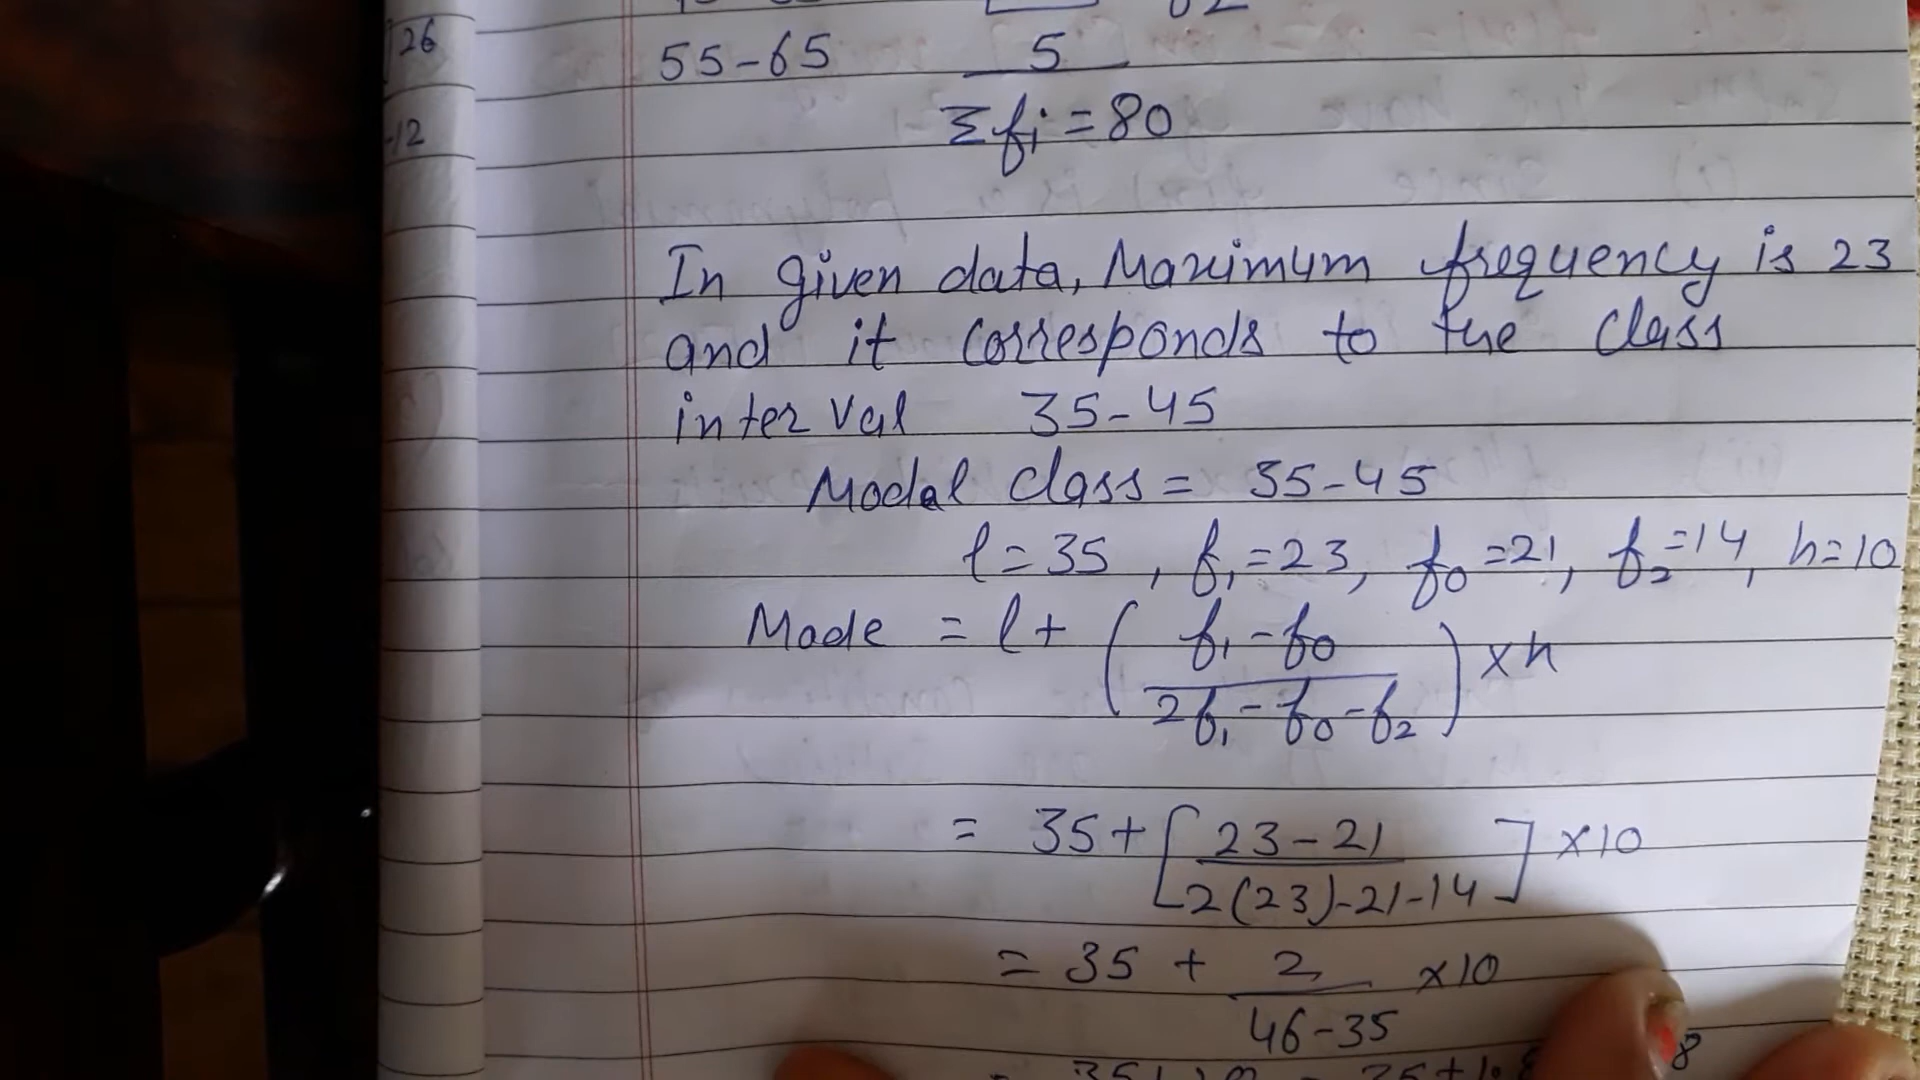 26
55-65 5
-12
Σfi = 80
In given data, Maximum frequency is 23
and it corresponds to the class
interval 35-45
Modal class = 35-45
l = 35, f₁ = 23, f₀ = 21, f₂ = 14, h = 10
Mode = l + ( f₁ - f₀ / 2f₁ - f₀ - f₂ ) × h
= 35 + [ 23 - 21 / 2(23) - 21 - 14 ] × 10
= 35 + 2 / 46 - 35 × 10
8